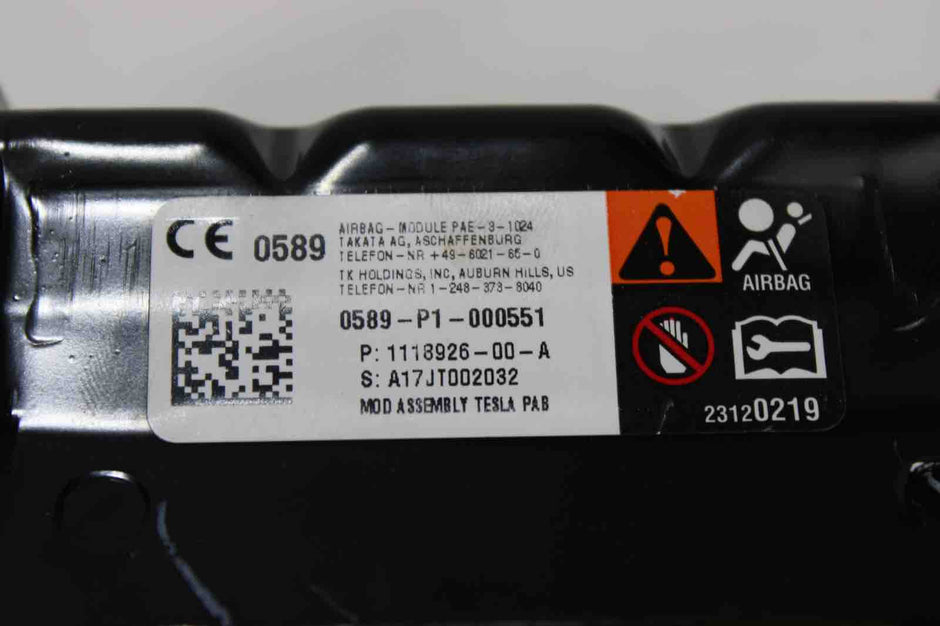 CE 0589
AIRBAG-MODULE PAE-3-1024
TAKATA AG, ASCHAFFENBURG
TELEFON-NR +49-6021-65-0
TK HOLDINGS, INC, AUBURN HILLS, US
TELEFON-NR 1-248-373-8040
0589-P1-000551
P: 1118926-00-A
S: A17JT002032
MOD ASSEMBLY TESLA PAB
AIRBAG
23120219